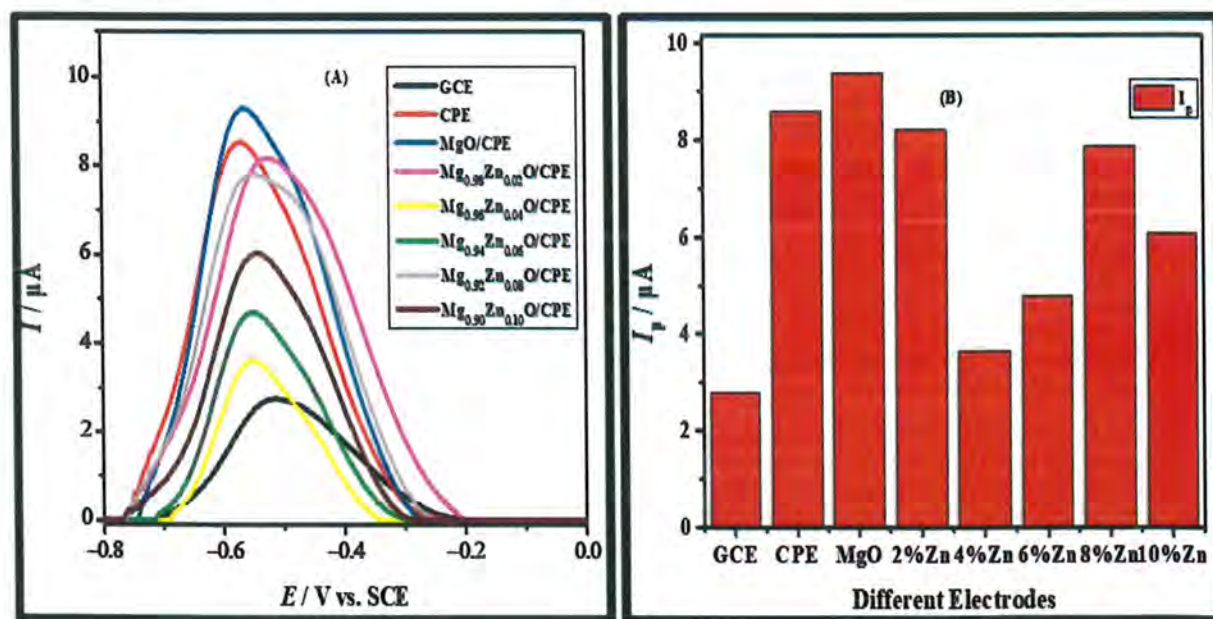 (A)
GCE
CPE
MgO/CPE
Mg0.98Zn0.02O/CPE
Mg0.96Zn0.04O/CPE
Mg0.94Zn0.06O/CPE
Mg0.92Zn0.08O/CPE
Mg0.90Zn0.10O/CPE
I / µA
10
8
6
4
2
0
−0.8
−0.6
−0.4
−0.2
0.0
E / V vs. SCE
(B)
Ip
Ip / µA
10
8
6
4
2
0
GCE CPE MgO 2%Zn 4%Zn 6%Zn 8%Zn 10%Zn
Different Electrodes